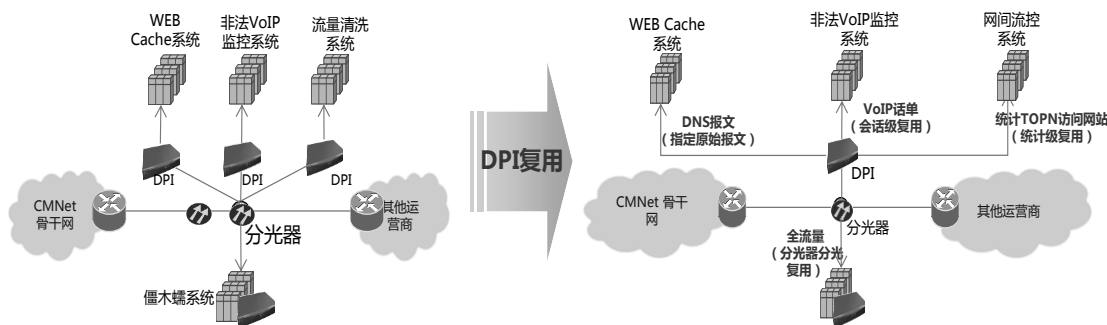 WEB
Cache系统
非法VoIP
监控系统
流量清洗
系统
DPI
DPI
DPI
CMNet
骨干网
其他运
营商
分光器
僵木蠕系统
DPI复用
WEB Cache
系统
非法VoIP监控
系统
网间流控
系统
DNS报文
（指定原始报文）
VoIP话单
（会话级复用）
统计TOPN访问网站
（统计级复用）
DPI
CMNet 骨干
网
其他运营商
分光器
全流量
（分光器分光
复用）